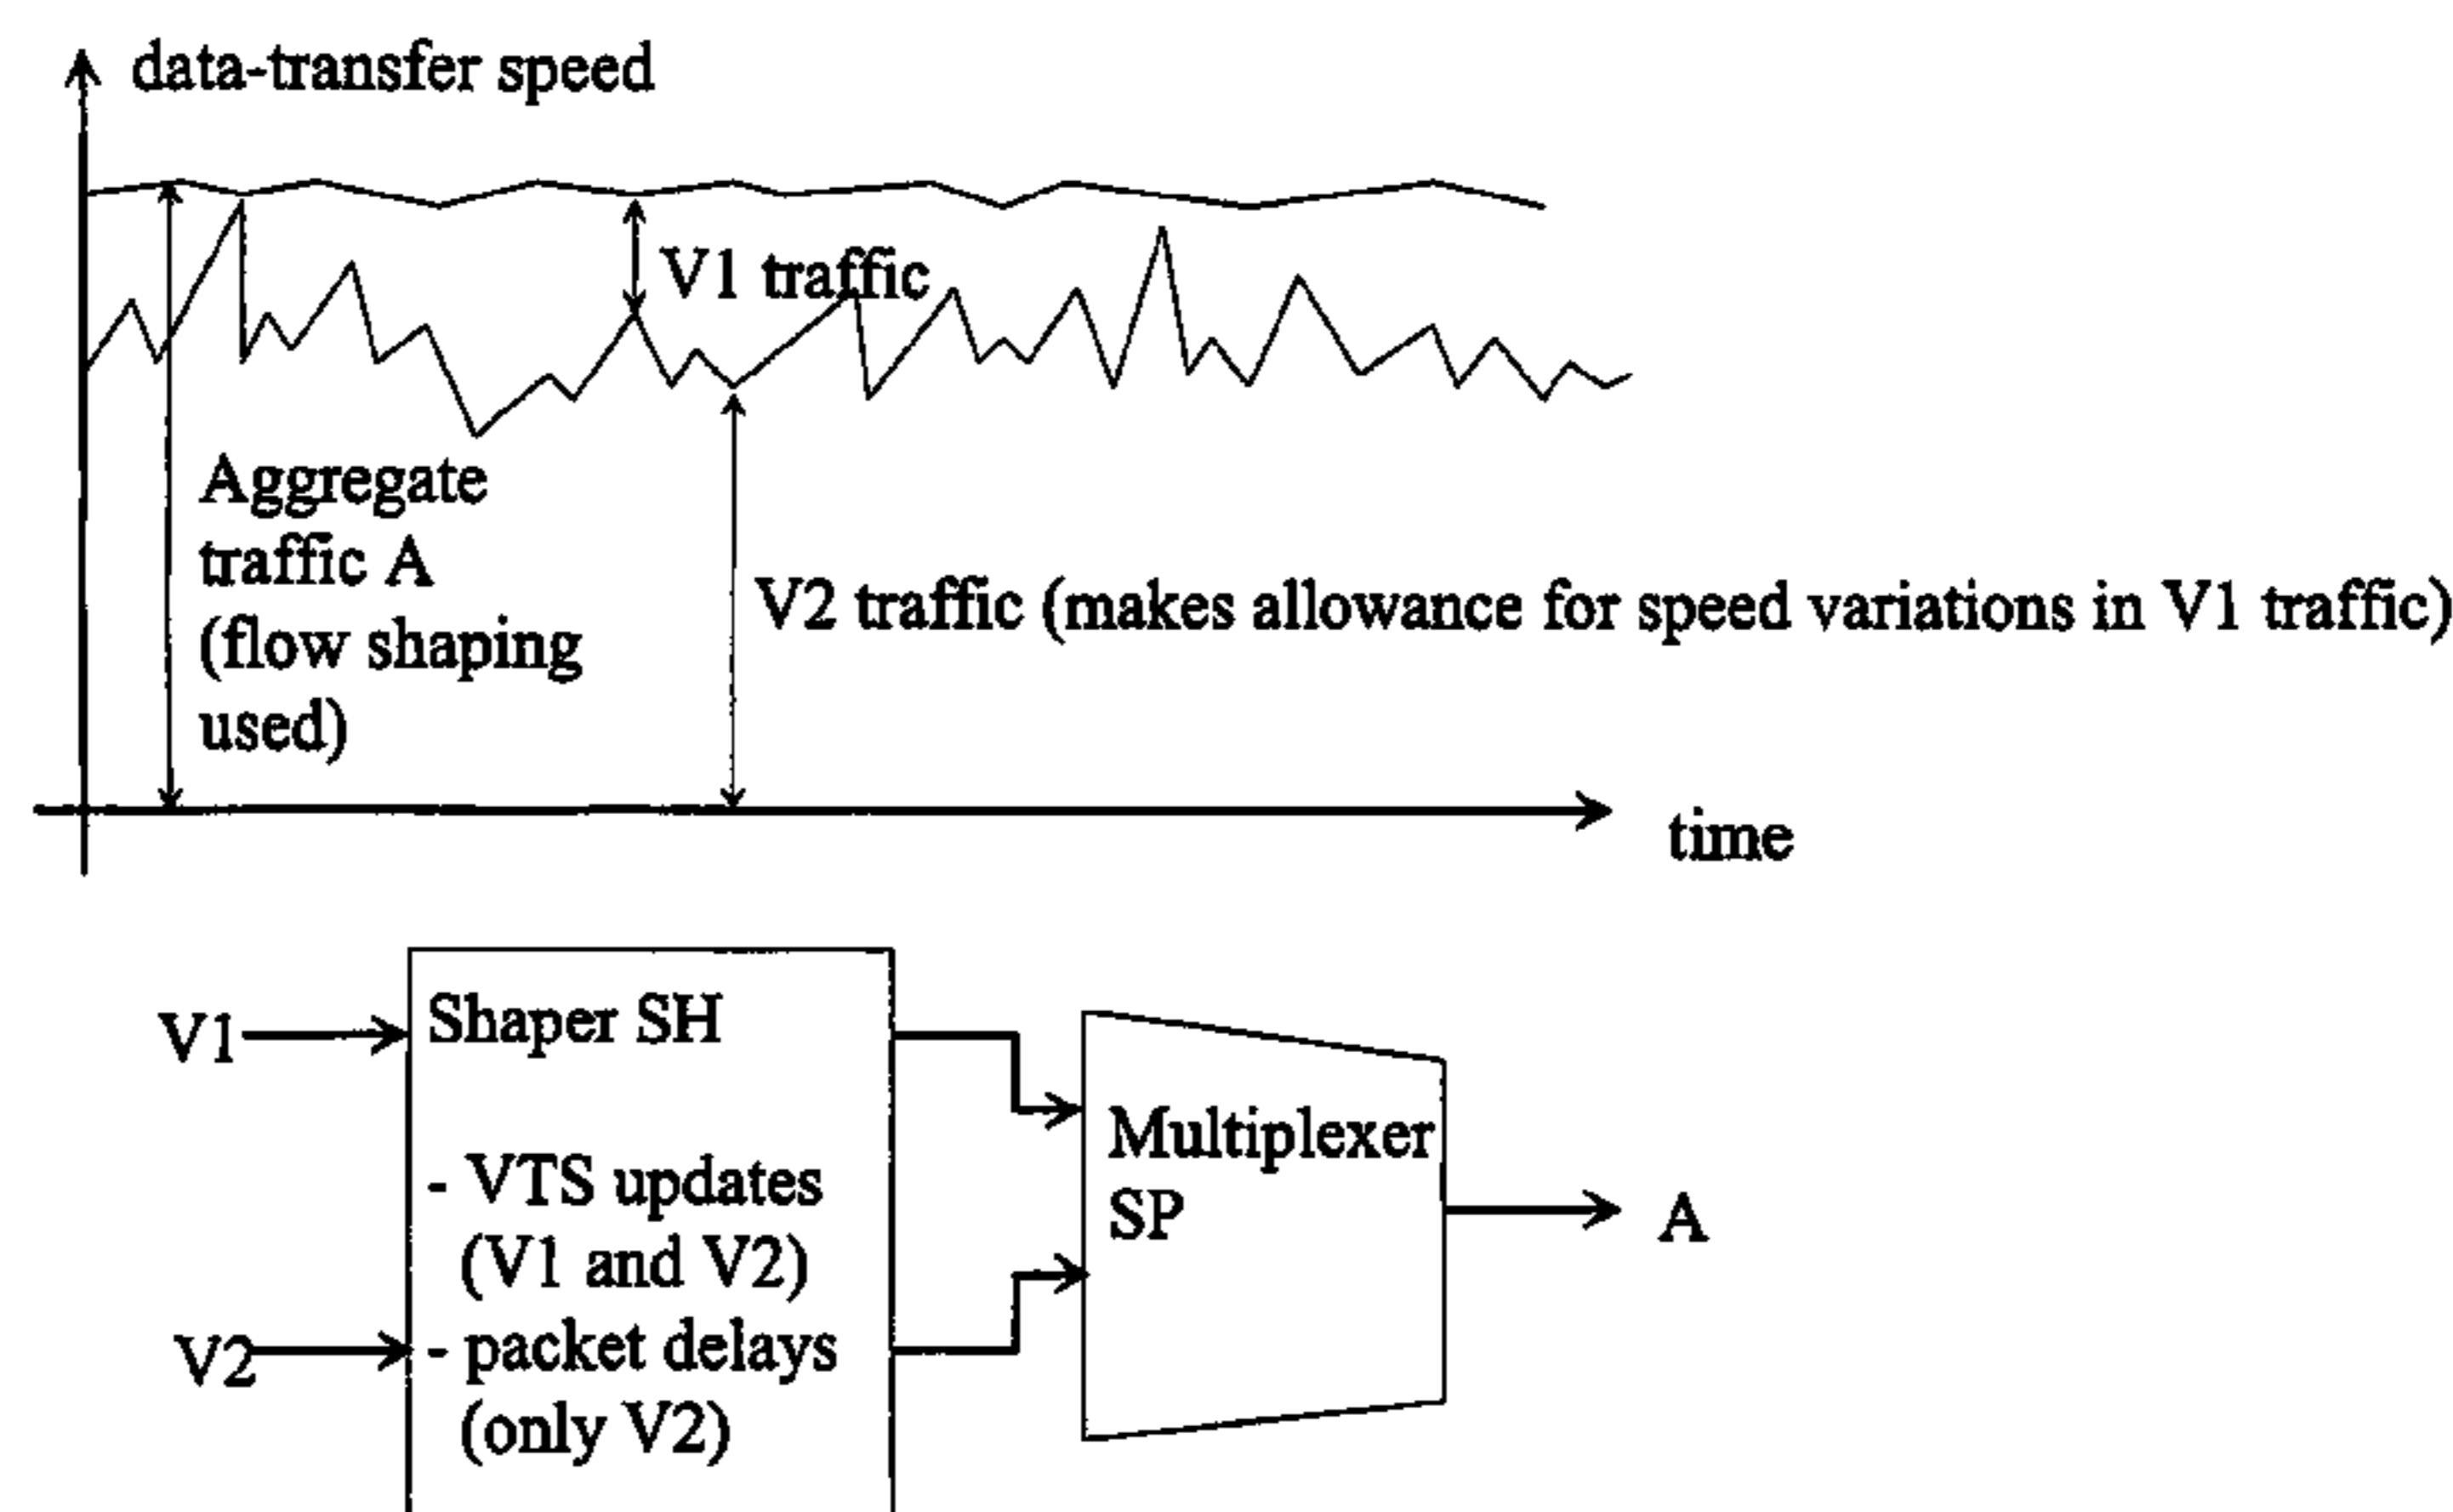 data-transfer speed
V1 traffic
Aggregate
traffic A
(flow shaping
used)
V2 traffic (makes allowance for speed variations in V1 traffic)
time
V1
Shaper SH
- VTS updates
(V1 and V2)
V2
- packet delays
(only V2)
Multiplexer
SP
A